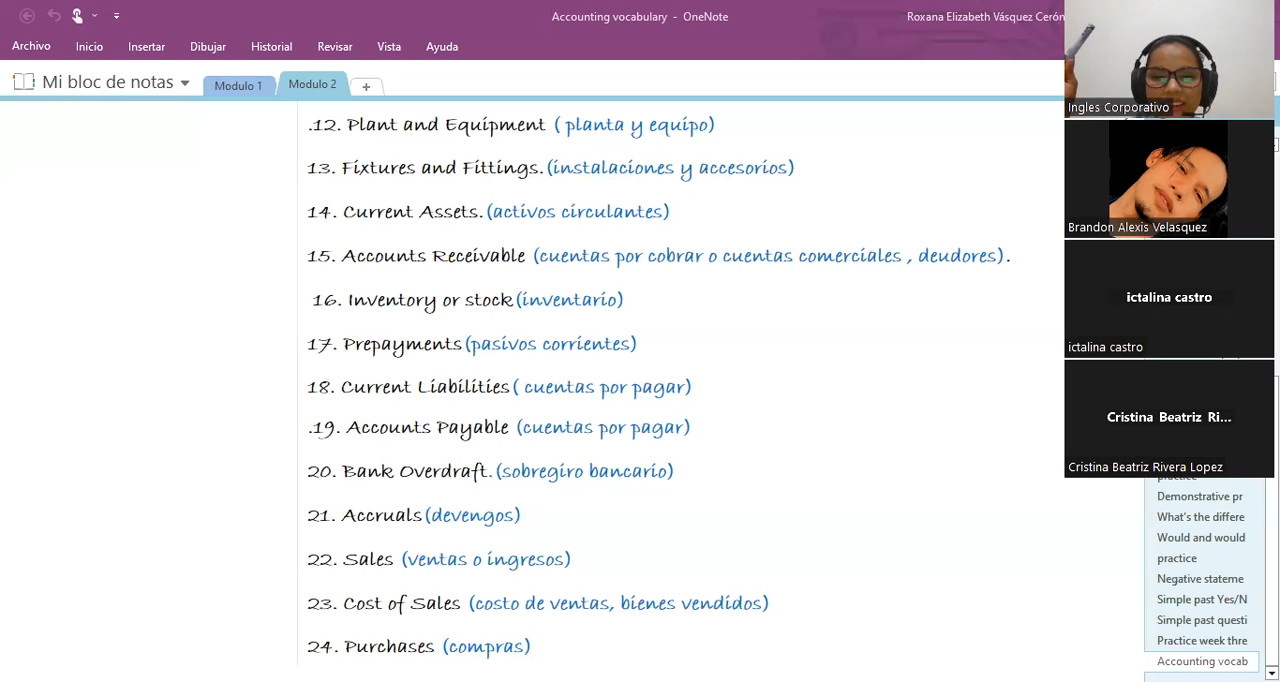 Accounting vocabulary - OneNote
Roxana Elizabeth Vásquez Cerón
Archivo Inicio Insertar Dibujar Historial Revisar Vista Ayuda
Mi bloc de notas Modulo 1 Modulo 2 +
.12. Plant and Equipment ( planta y equipo)
13. Fixtures and Fittings. (instalaciones y accesorios)
14. Current Assets. (activos circulantes)
15. Accounts Receivable (cuentas por cobrar o cuentas comerciales , deudores).
16. Inventory or stock (inventario)
17. Prepayments (pasivos corrientes)
18. Current Liabilities ( cuentas por pagar)
.19. Accounts Payable (cuentas por pagar)
20. Bank Overdraft. (sobregiro bancario)
21. Accruals (devengos)
22. Sales (ventas o ingresos)
23. Cost of Sales (costo de ventas, bienes vendidos)
24. Purchases (compras)
Ingles Corporativo
Brandon Alexis Velasquez
ictalina castro
ictalina castro
Cristina Beatriz Ri...
Cristina Beatriz Rivera Lopez
practice
Demonstrative pr
What's the differe
Would and would
practice
Negative stateme
Simple past Yes/N
Simple past questi
Practice week thre
Accounting vocab